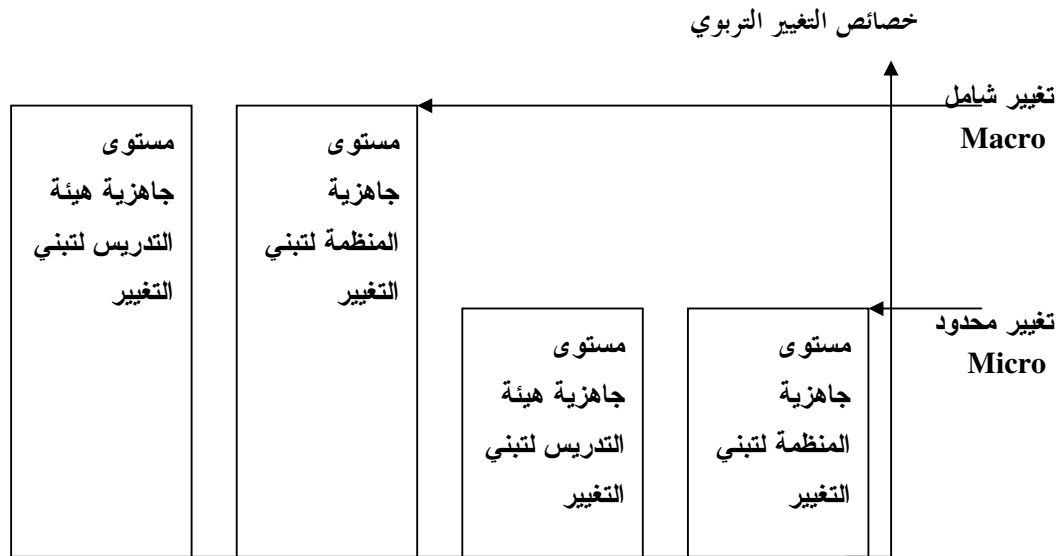 خصائص التغيير التربوي
تغيير شامل
Macro
مستوى
جاهزية
المنظمة لتبني
التغيير
مستوى
جاهزية هيئة
التدريس لتبني
التغيير
تغيير محدود
Micro
مستوى
جاهزية
المنظمة لتبني
التغيير
مستوى
جاهزية هيئة
التدريس لتبني
التغيير